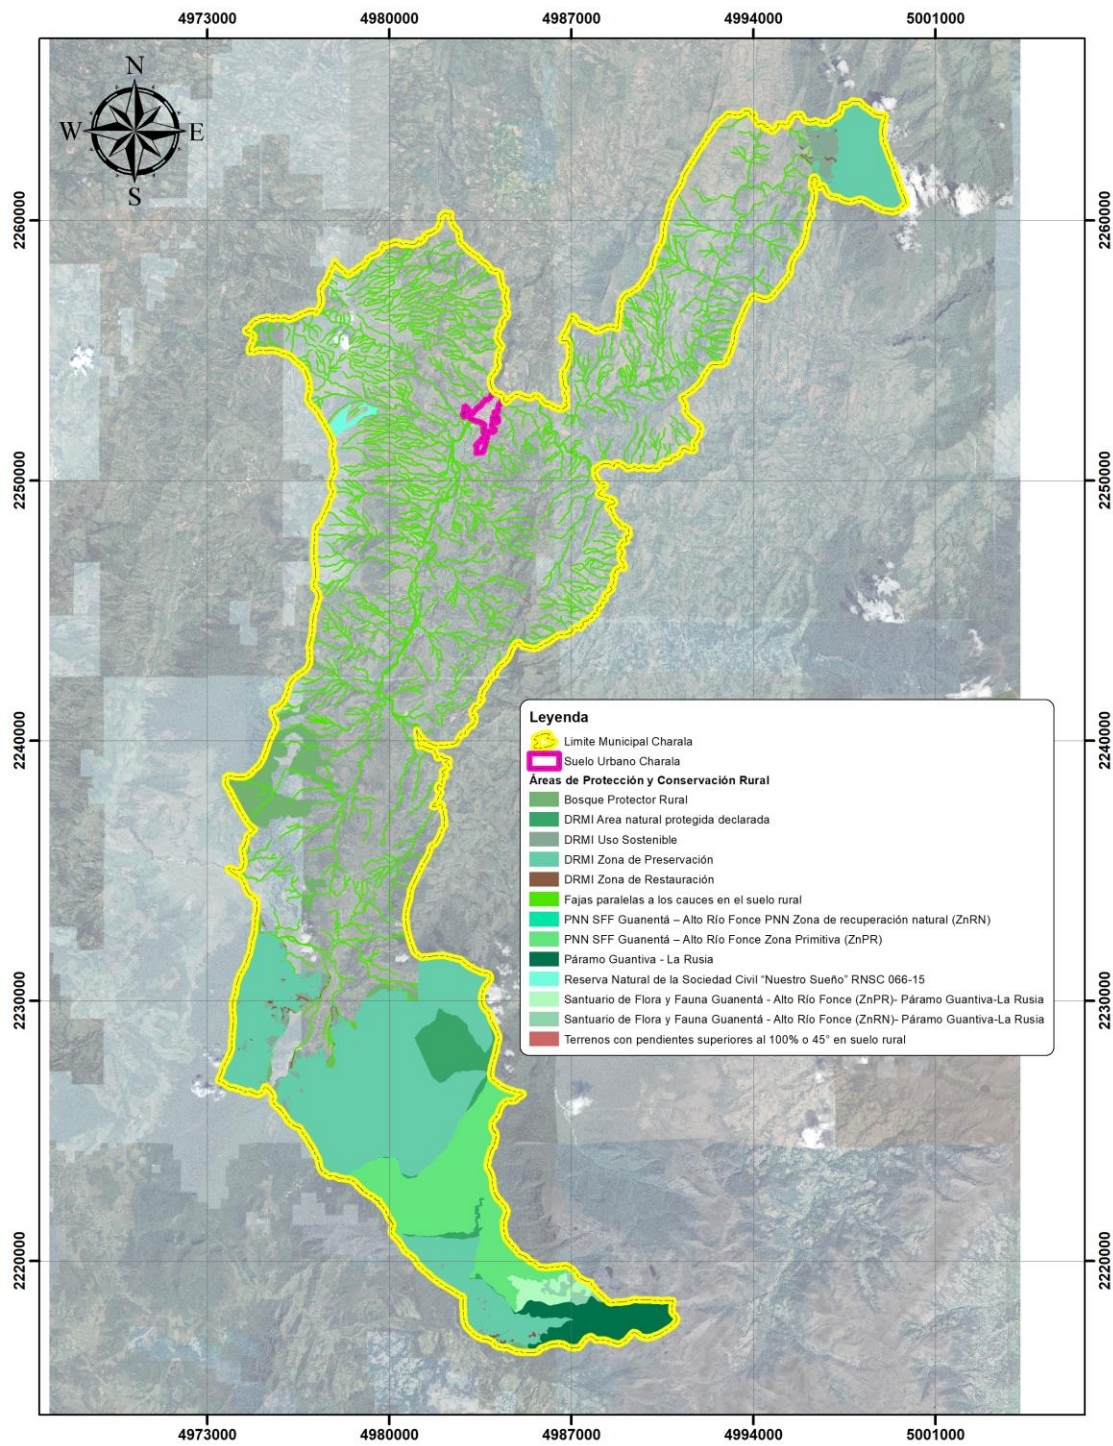 4973000 4980000 4987000 4994000 5001000
N
W E
S
2260000 2260000
2250000 2250000
2240000 2240000
2230000 2230000
2220000 2220000
Leyenda
Limite Municipal Charala
Suelo Urbano Charala
Áreas de Protección y Conservación Rural
Bosque Protector Rural
DRMI Area natural protegida declarada
DRMI Uso Sostenible
DRMI Zona de Preservación
DRMI Zona de Restauración
Fajas paralelas a los cauces en el suelo rural
PNN SFF Guanentá – Alto Río Fonce PNN Zona de recuperación natural (ZnRN)
PNN SFF Guanentá – Alto Río Fonce Zona Primitiva (ZnPR)
Páramo Guantiva - La Rusia
Reserva Natural de la Sociedad Civil "Nuestro Sueño" RNSC 066-15
Santuario de Flora y Fauna Guanentá - Alto Río Fonce (ZnPR)- Páramo Guantiva-La Rusia
Santuario de Flora y Fauna Guanentá - Alto Río Fonce (ZnRN)- Páramo Guantiva-La Rusia
Terrenos con pendientes superiores al 100% o 45° en suelo rural
4973000 4980000 4987000 4994000 5001000